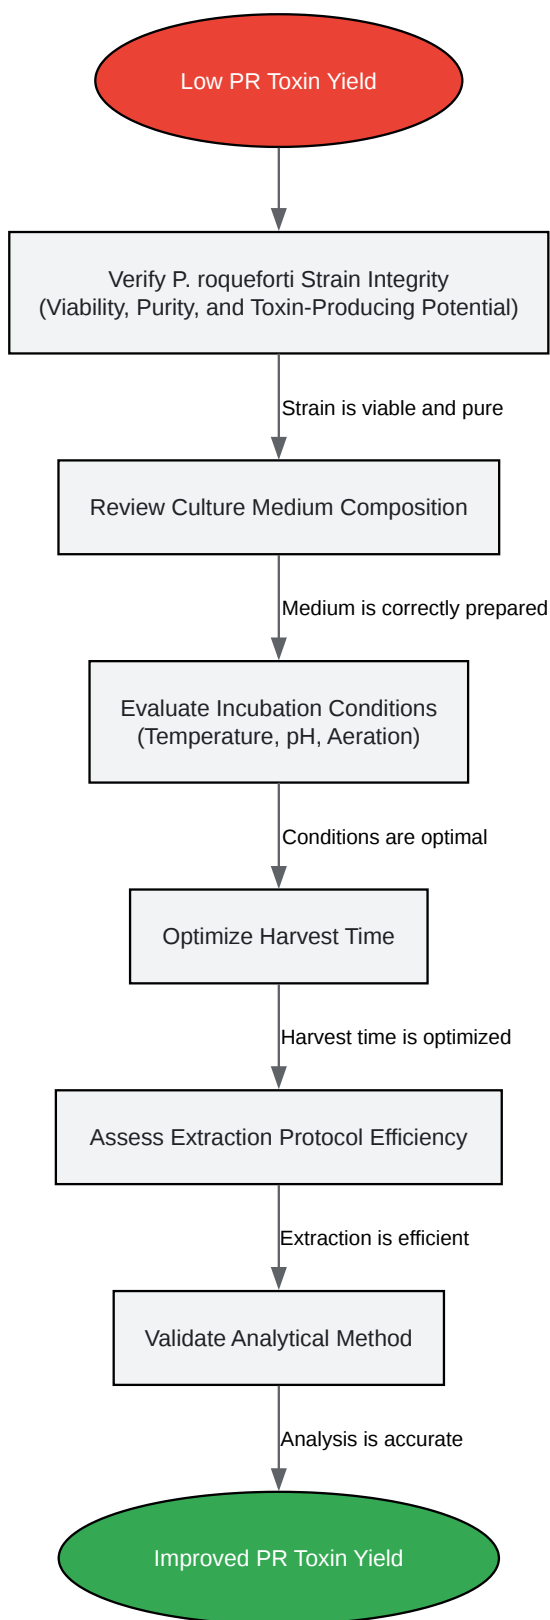 Low PR Toxin Yield
Verify P. roqueforti Strain Integrity
(Viability, Purity, and Toxin-Producing Potential)
Strain is viable and pure
Review Culture Medium Composition
Medium is correctly prepared
Evaluate Incubation Conditions
(Temperature, pH, Aeration)
Conditions are optimal
Optimize Harvest Time
Harvest time is optimized
Assess Extraction Protocol Efficiency
Extraction is efficient
Validate Analytical Method
Analysis is accurate
Improved PR Toxin Yield